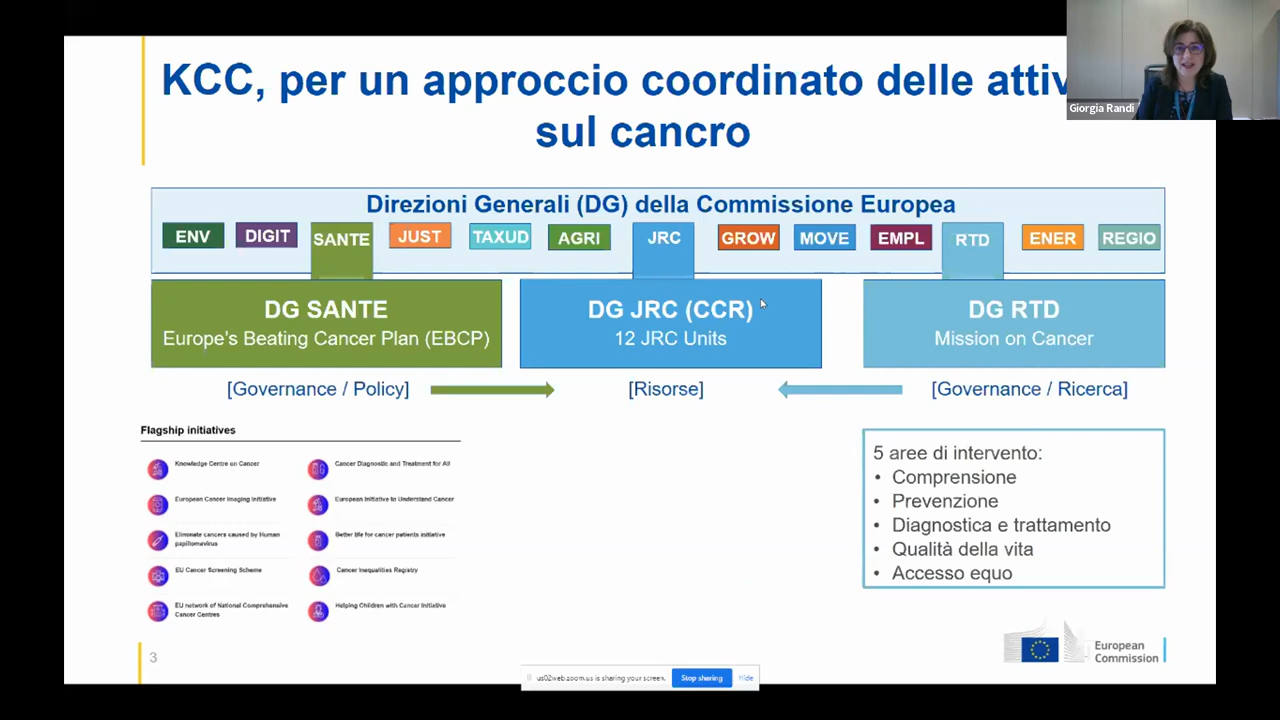 KCC, per un approccio coordinato delle attiv
sul cancro
Giorgia Randi
Direzioni Generali (DG) della Commissione Europea
ENV DIGIT SANTE JUST TAXUD AGRI JRC GROW MOVE EMPL RTD ENER REGIO
DG SANTE
Europe's Beating Cancer Plan (EBCP)
DG JRC (CCR)
12 JRC Units
DG RTD
Mission on Cancer
[Governance / Policy]
[Risorse]
[Governance / Ricerca]
Flagship initiatives
Knowledge Centre on Cancer
Cancer Diagnostic and Treatment for All
European Cancer Imaging Initiative
European Initiative to Understand Cancer
Eliminate cancers caused by Human
papillomavirus
Better life for cancer patients initiative
EU Cancer Screening Scheme
Cancer Inequalities Registry
EU network of National Comprehensive
Cancer Centres
Helping Children with Cancer Initiative
5 aree di intervento:
• Comprensione
• Prevenzione
• Diagnostica e trattamento
• Qualità della vita
• Accesso equo
3
European
Commission
us02web.zoom.us is sharing your screen.
Stop sharing
Hide